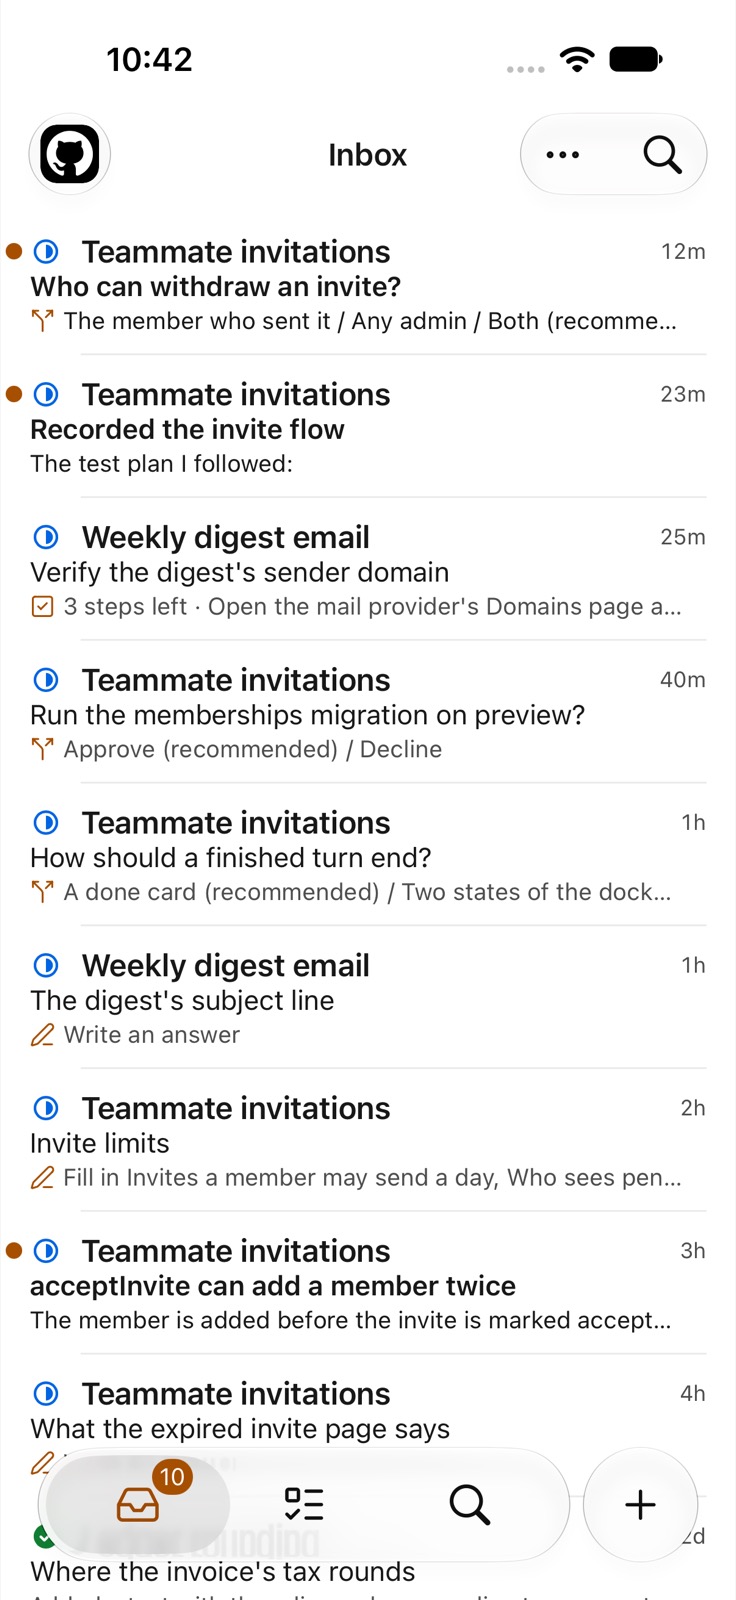 10:42
Inbox
Teammate invitations 12m
Who can withdraw an invite?
The member who sent it / Any admin / Both (recomme...
Teammate invitations 23m
Recorded the invite flow
The test plan I followed:
Weekly digest email 25m
Verify the digest's sender domain
3 steps left · Open the mail provider's Domains page a...
Teammate invitations 40m
Run the memberships migration on preview?
Approve (recommended) / Decline
Teammate invitations 1h
How should a finished turn end?
A done card (recommended) / Two states of the dock...
Weekly digest email 1h
The digest's subject line
Write an answer
Teammate invitations 2h
Invite limits
Fill in Invites a member may send a day, Who sees pen...
Teammate invitations 3h
acceptInvite can add a member twice
The member is added before the invite is marked accept...
Teammate invitations 4h
What the expired invite page says
10
2d
Where the invoice's tax rounds